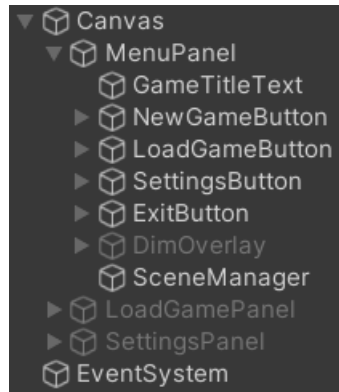 Canvas
MenuPanel
GameTitleText
NewGameButton
LoadGameButton
SettingsButton
ExitButton
DimOverlay
SceneManager
LoadGamePanel
SettingsPanel
EventSystem